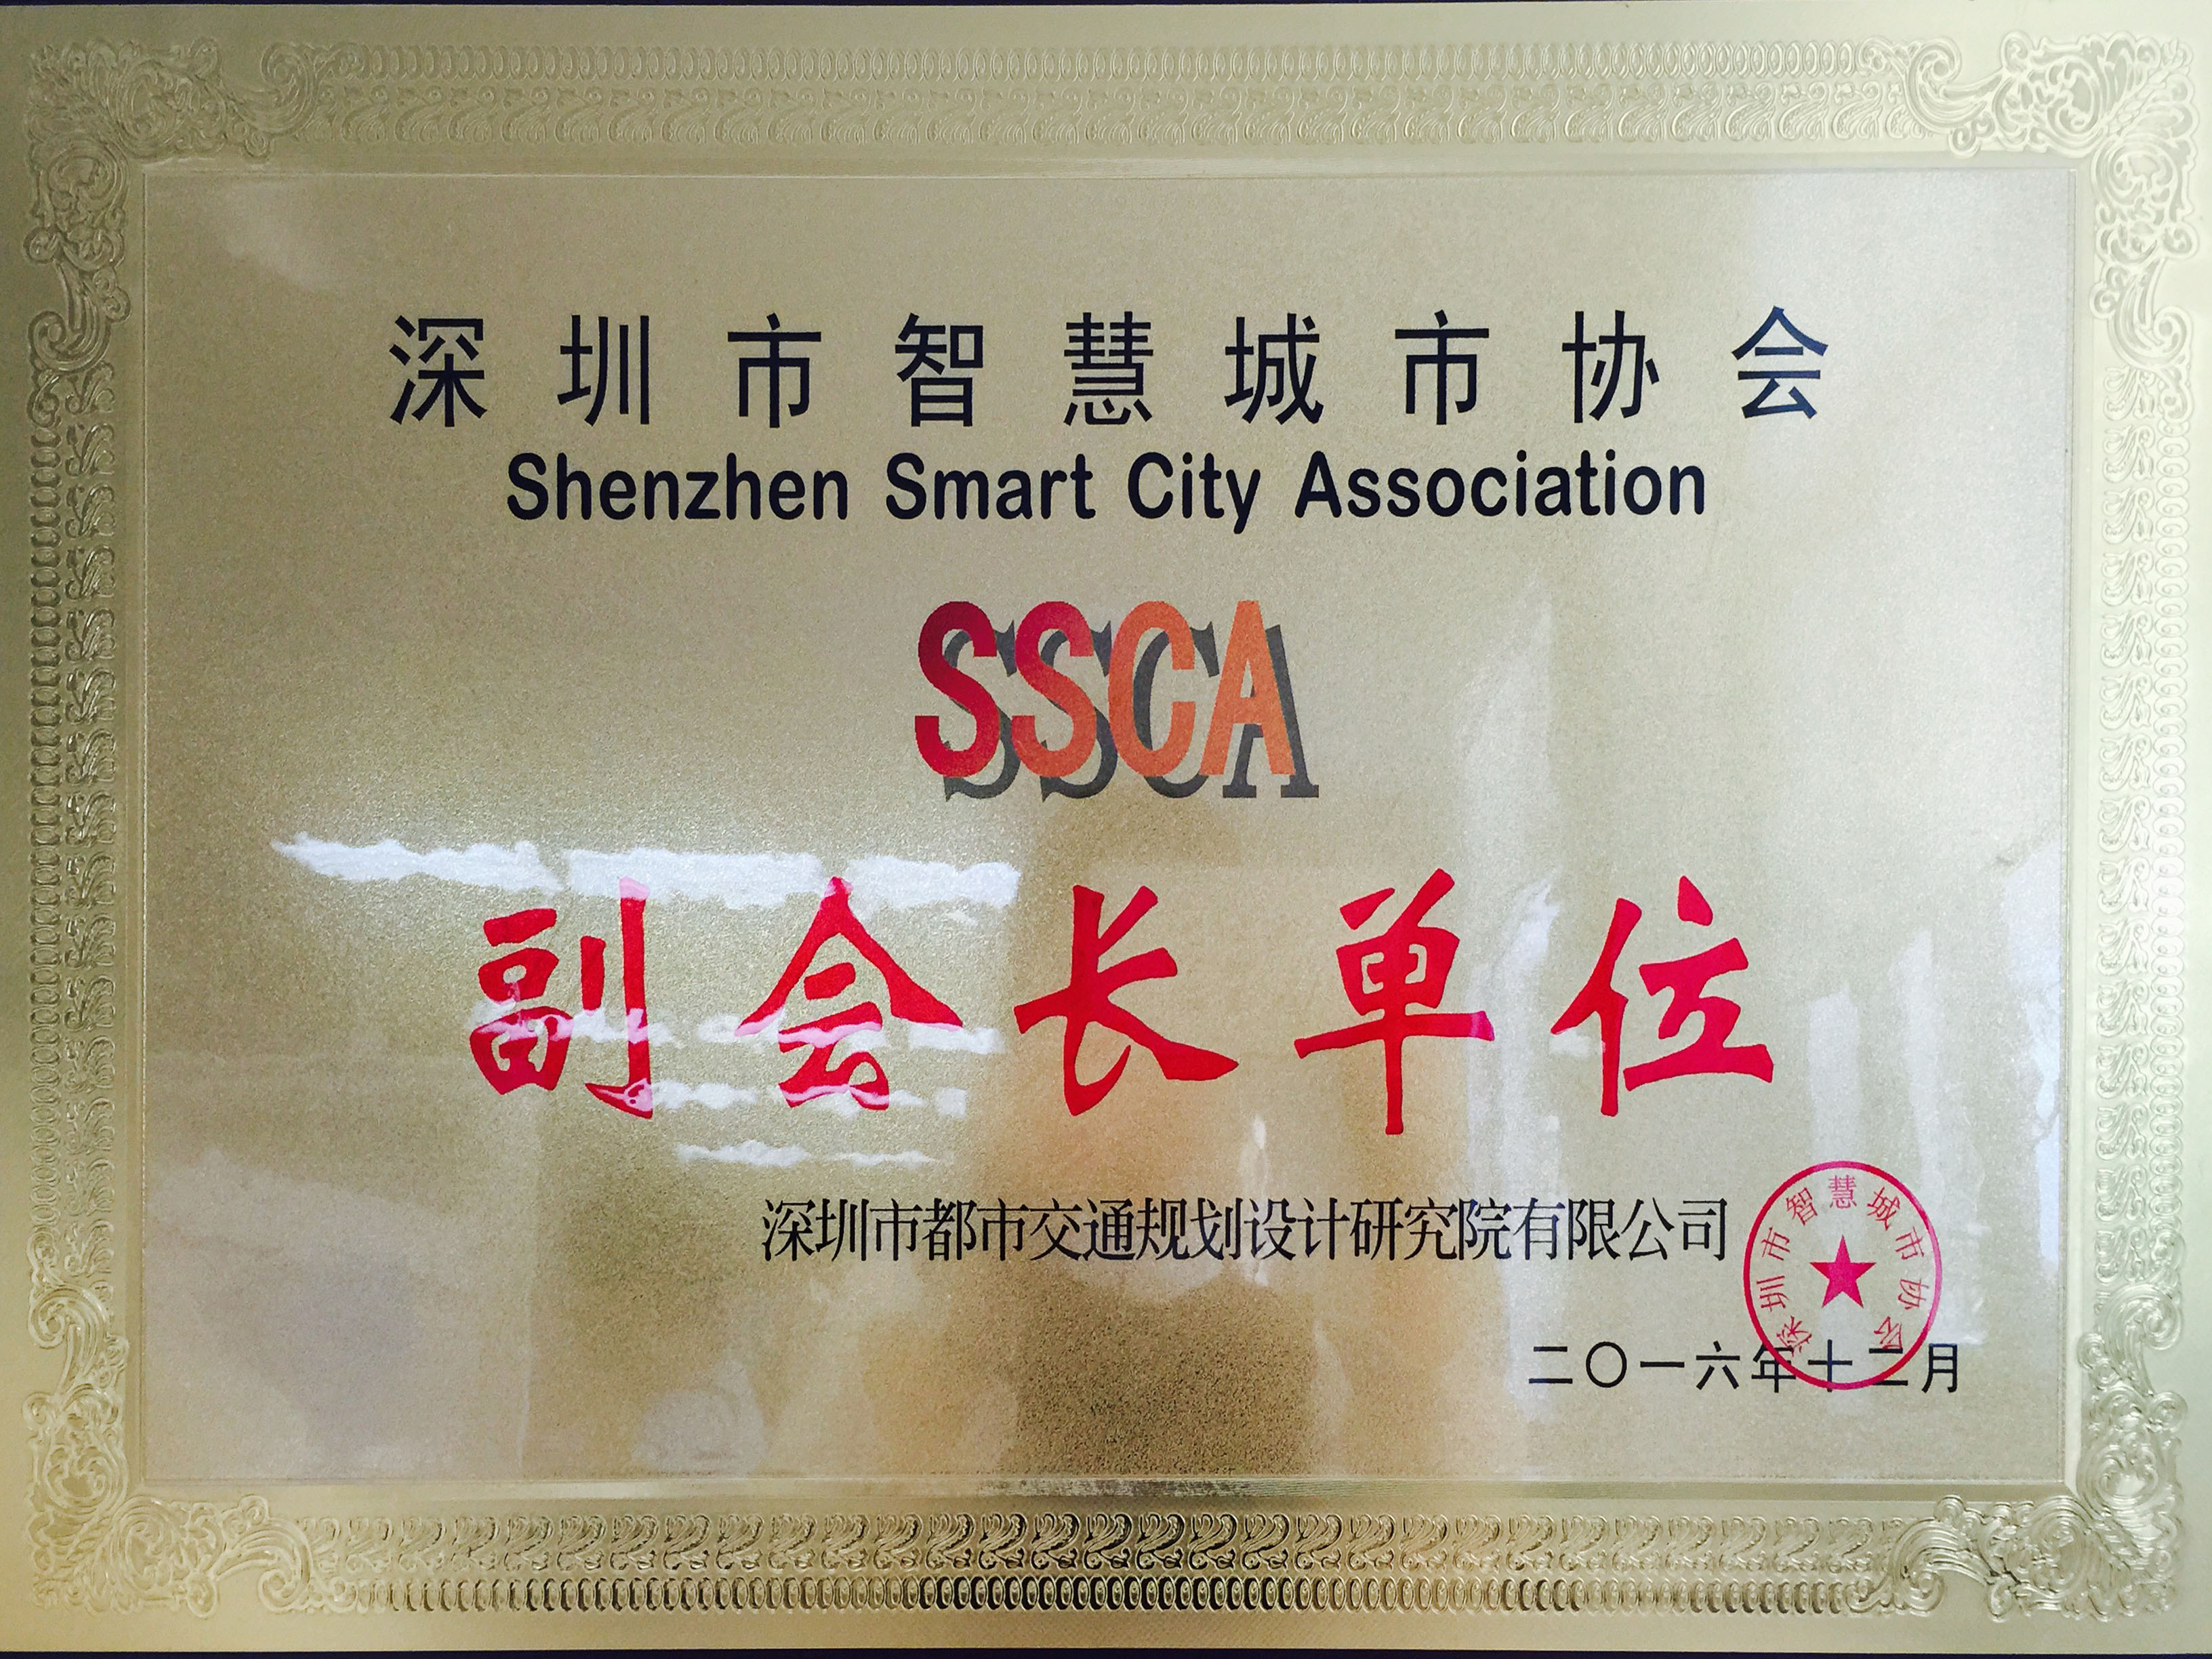 深圳市智慧城市协会
Shenzhen Smart City Association
SSCA
副会长单位
深圳市都市交通规划设计研究院有限公司
深圳市智慧城市协会
二〇一六年十二月